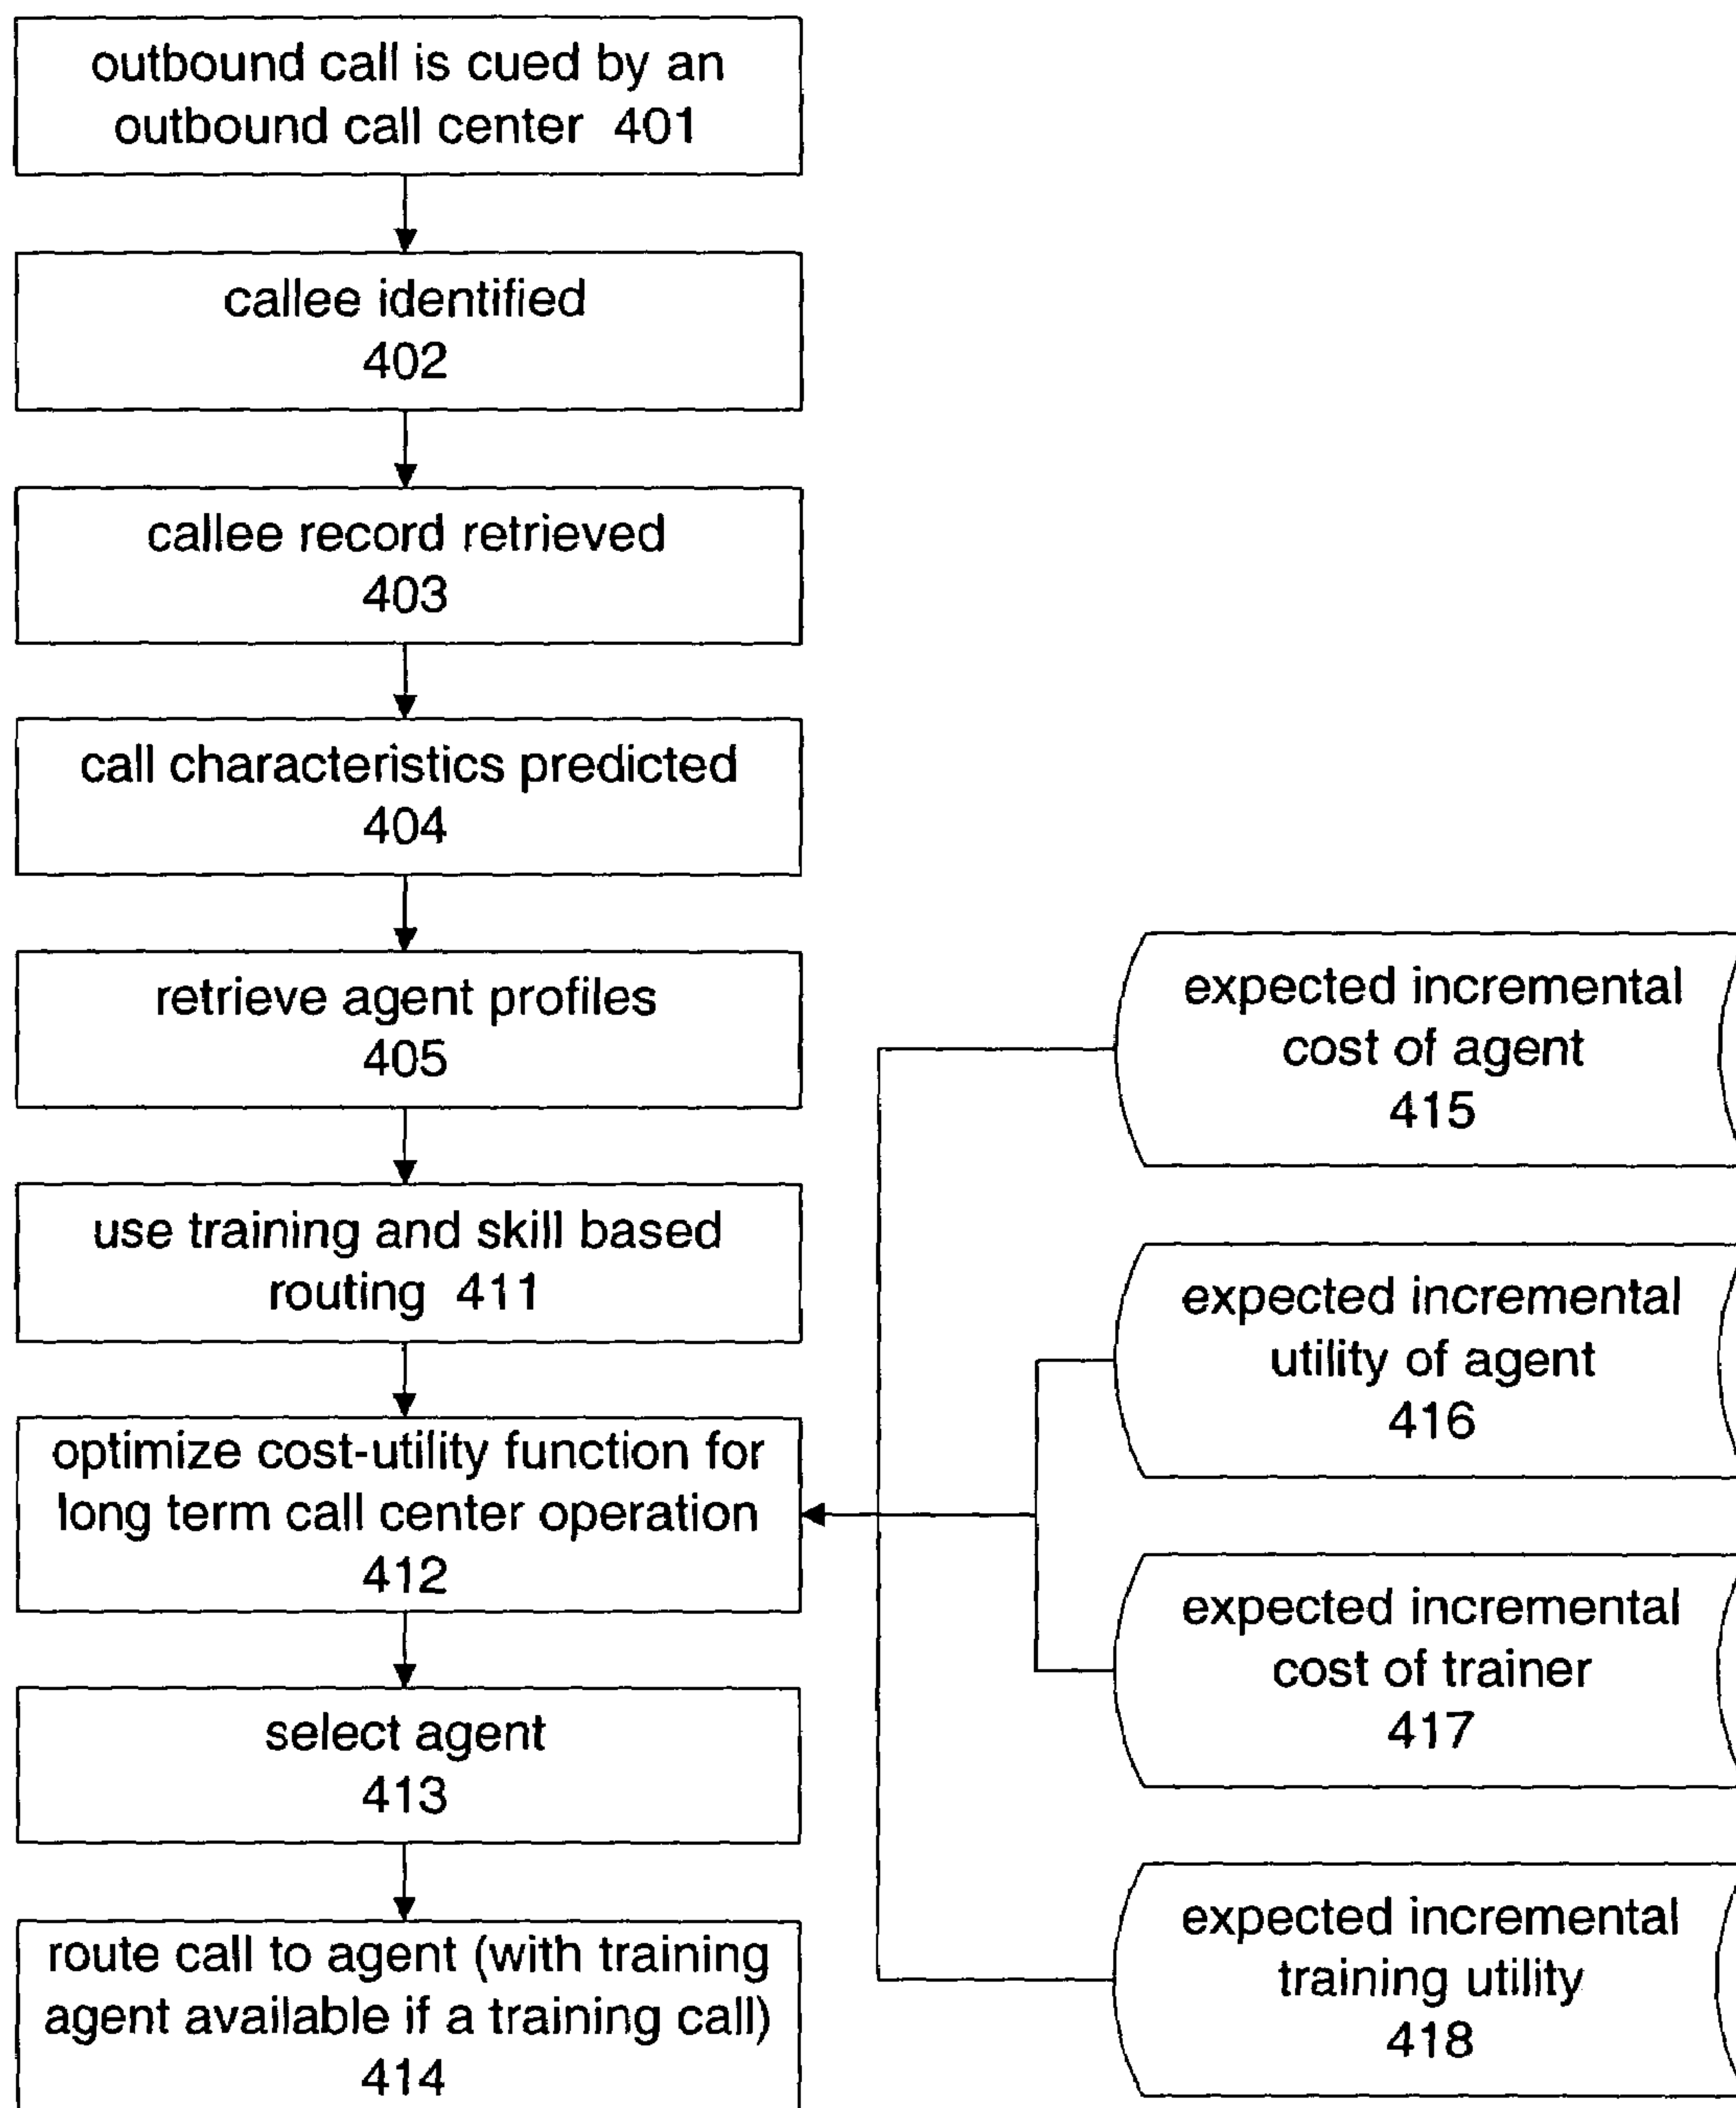 outbound call is cued by an
outbound call center 401
callee identified
402
callee record retrieved
403
call characteristics predicted
404
retrieve agent profiles
405
use training and skill based
routing 411
optimize cost-utility function for
long term call center operation
412
select agent
413
route call to agent (with training
agent available if a training call)
414
expected incremental
cost of agent
415
expected incremental
utility of agent
416
expected incremental
cost of trainer
417
expected incremental
training utility
418